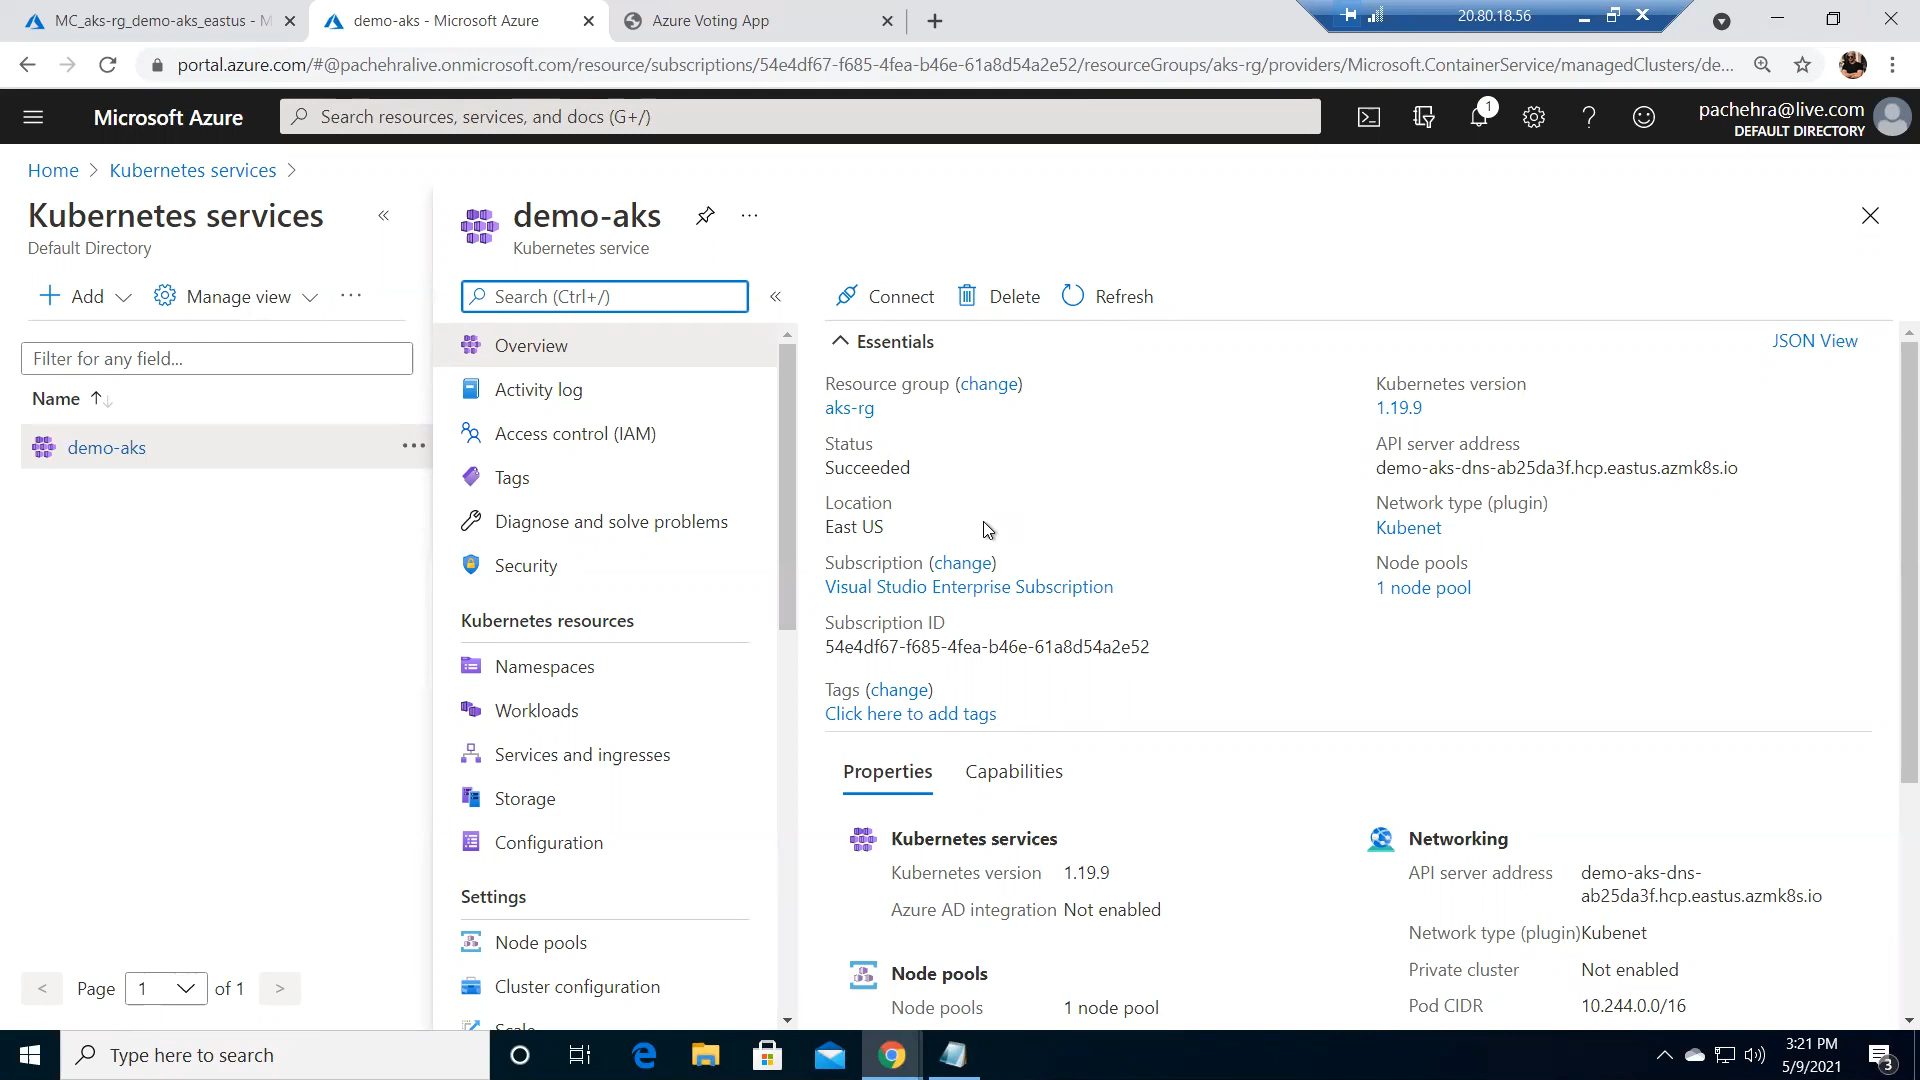 MC_aks-rg_demo-aks_eastus - M
demo-aks - Microsoft Azure
Azure Voting App
20.80.18.56
portal.azure.com/#@pachehralive.onmicrosoft.com/resource/subscriptions/54e4df67-f685-4fea-b46e-61a8d54a2e52/resourceGroups/aks-rg/providers/Microsoft.ContainerService/managedClusters/de...
Microsoft Azure
Search resources, services, and docs (G+/)
1
pachehra@live.com
DEFAULT DIRECTORY
Home > Kubernetes services >
Kubernetes services
Default Directory
Add
Manage view
Filter for any field...
Name
demo-aks
Page 1 of 1
demo-aks
Kubernetes service
Search (Ctrl+/)
Overview
Activity log
Access control (IAM)
Tags
Diagnose and solve problems
Security
Kubernetes resources
Namespaces
Workloads
Services and ingresses
Storage
Configuration
Settings
Node pools
Cluster configuration
Scale
Connect
Delete
Refresh
Essentials
JSON View
Resource group (change)
aks-rg
Status
Succeeded
Location
East US
Subscription (change)
Visual Studio Enterprise Subscription
Subscription ID
54e4df67-f685-4fea-b46e-61a8d54a2e52
Tags (change)
Click here to add tags
Kubernetes version
1.19.9
API server address
demo-aks-dns-ab25da3f.hcp.eastus.azmk8s.io
Network type (plugin)
Kubenet
Node pools
1 node pool
Properties
Capabilities
Kubernetes services
Kubernetes version 1.19.9
Azure AD integration Not enabled
Node pools
Node pools 1 node pool
Networking
API server address demo-aks-dns-
ab25da3f.hcp.eastus.azmk8s.io
Network type (plugin) Kubenet
Private cluster Not enabled
Pod CIDR 10.244.0.0/16
Type here to search
3:21 PM
5/9/2021
3